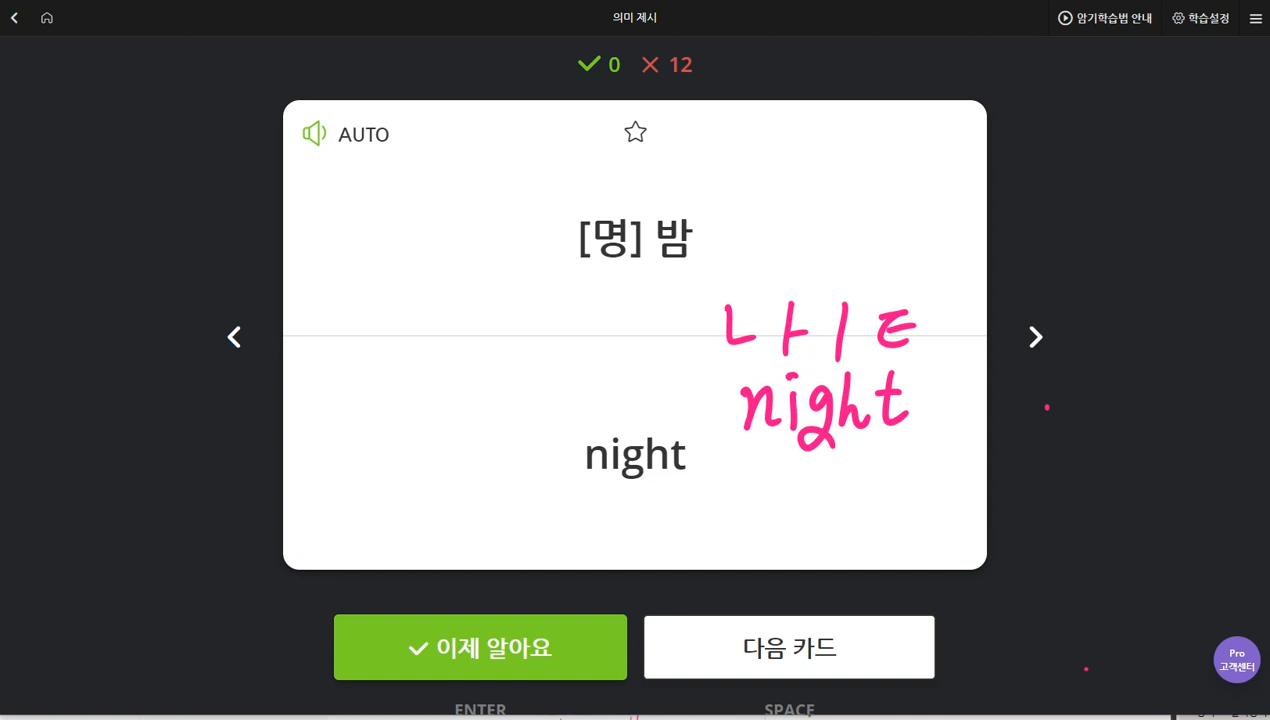 의미 제시
암기학습법 안내
학습설정
0
12
AUTO
[명] 밤
ㄴㅏㅣㅌ
night
night
이제 알아요
다음 카드
Pro
고객센터
ENTER
SPACE